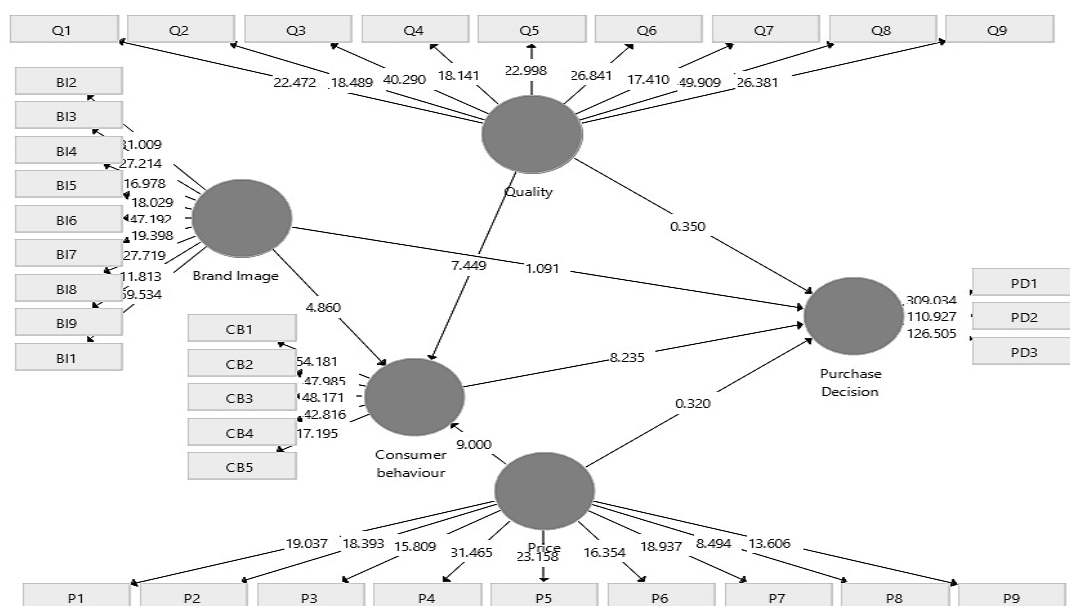 Q1 Q2 Q3 Q4 Q5 Q6 Q7 Q8 Q9
22.472 18.489 40.290 18.141 22.998 26.841 17.410 49.909 26.381
BI2
BI3
BI4
BI5
BI6
BI7
BI8
BI9
BI1
27.214
16.978
18.029
47.192
19.398
27.719
Brand Image
Quality
0.350
7.449
1.091
4.860
CB1
CB2
CB3
CB4
CB5
54.181
47.985
48.171
42.816
17.195
Consumer
behaviour
8.235
309.034
110.927
126.505
PD1
PD2
PD3
Purchase
Decision
0.320
9.000
Price
19.037 18.393 15.809 31.465 23.158 16.354 18.937 8.494 13.606
P1 P2 P3 P4 P5 P6 P7 P8 P9